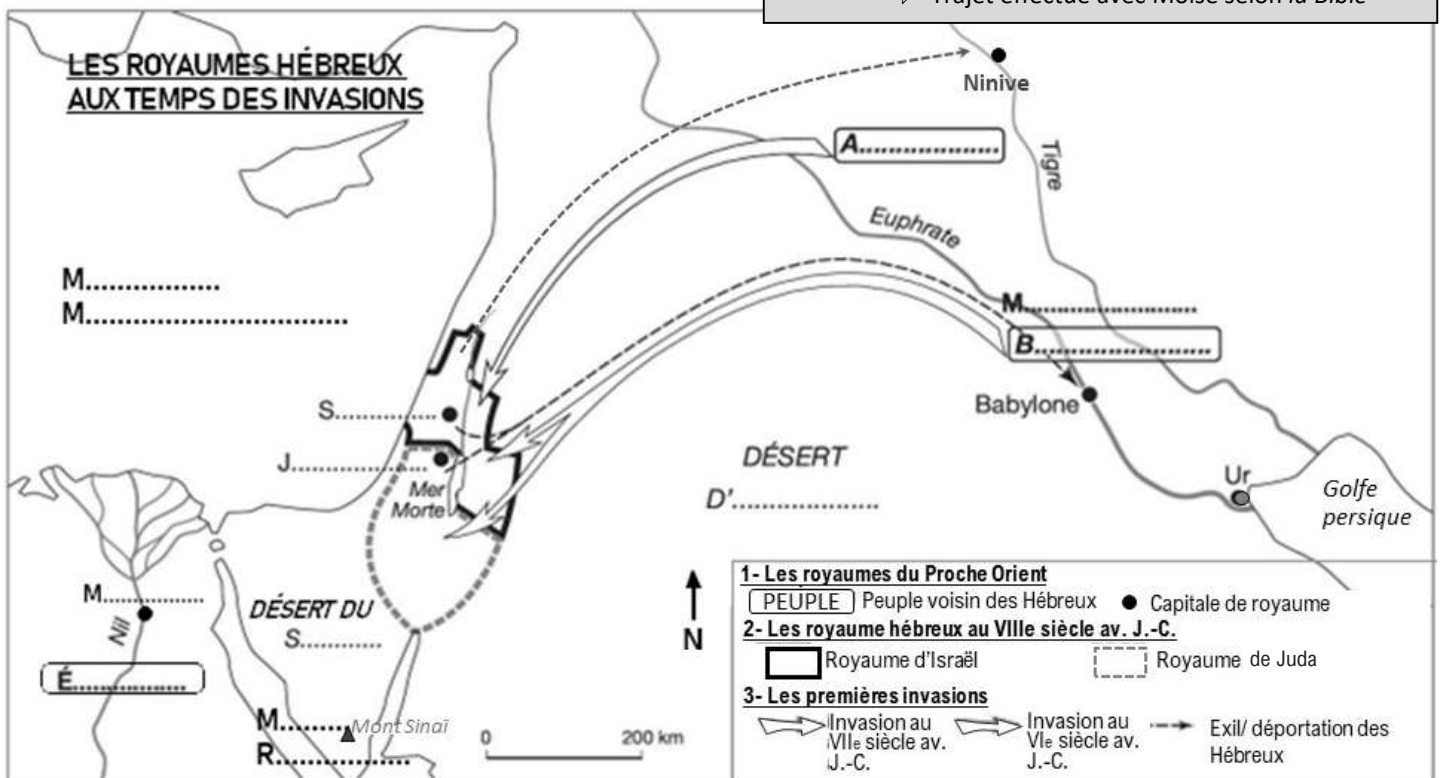 Trajet effectué avec Moïse selon la Bible
LES ROYAUMES HÉBREUX
AUX TEMPS DES INVASIONS
Ninive
A...................
Tigre
Euphrate
M................
M..............................
M......................
B........................
Babylone
S..............
J................
Mer
Morte
DÉSERT
D'...................
Ur
Golfe
persique
M..............
Nil
DÉSERT DU
S..........
É...............
M.......... Mont Sinaï
R................
N
0 200 km
1- Les royaumes du Proche Orient
PEUPLE Peuple voisin des Hébreux Capitale de royaume
2- Les royaume hébreux au VIIIe siècle av. J.-C.
Royaume d'Israël Royaume de Juda
3- Les premières invasions
Invasion au
VIIe siècle av.
J.-C.
Invasion au
VIe siècle av.
J.-C.
Exil/ déportation des
Hébreux